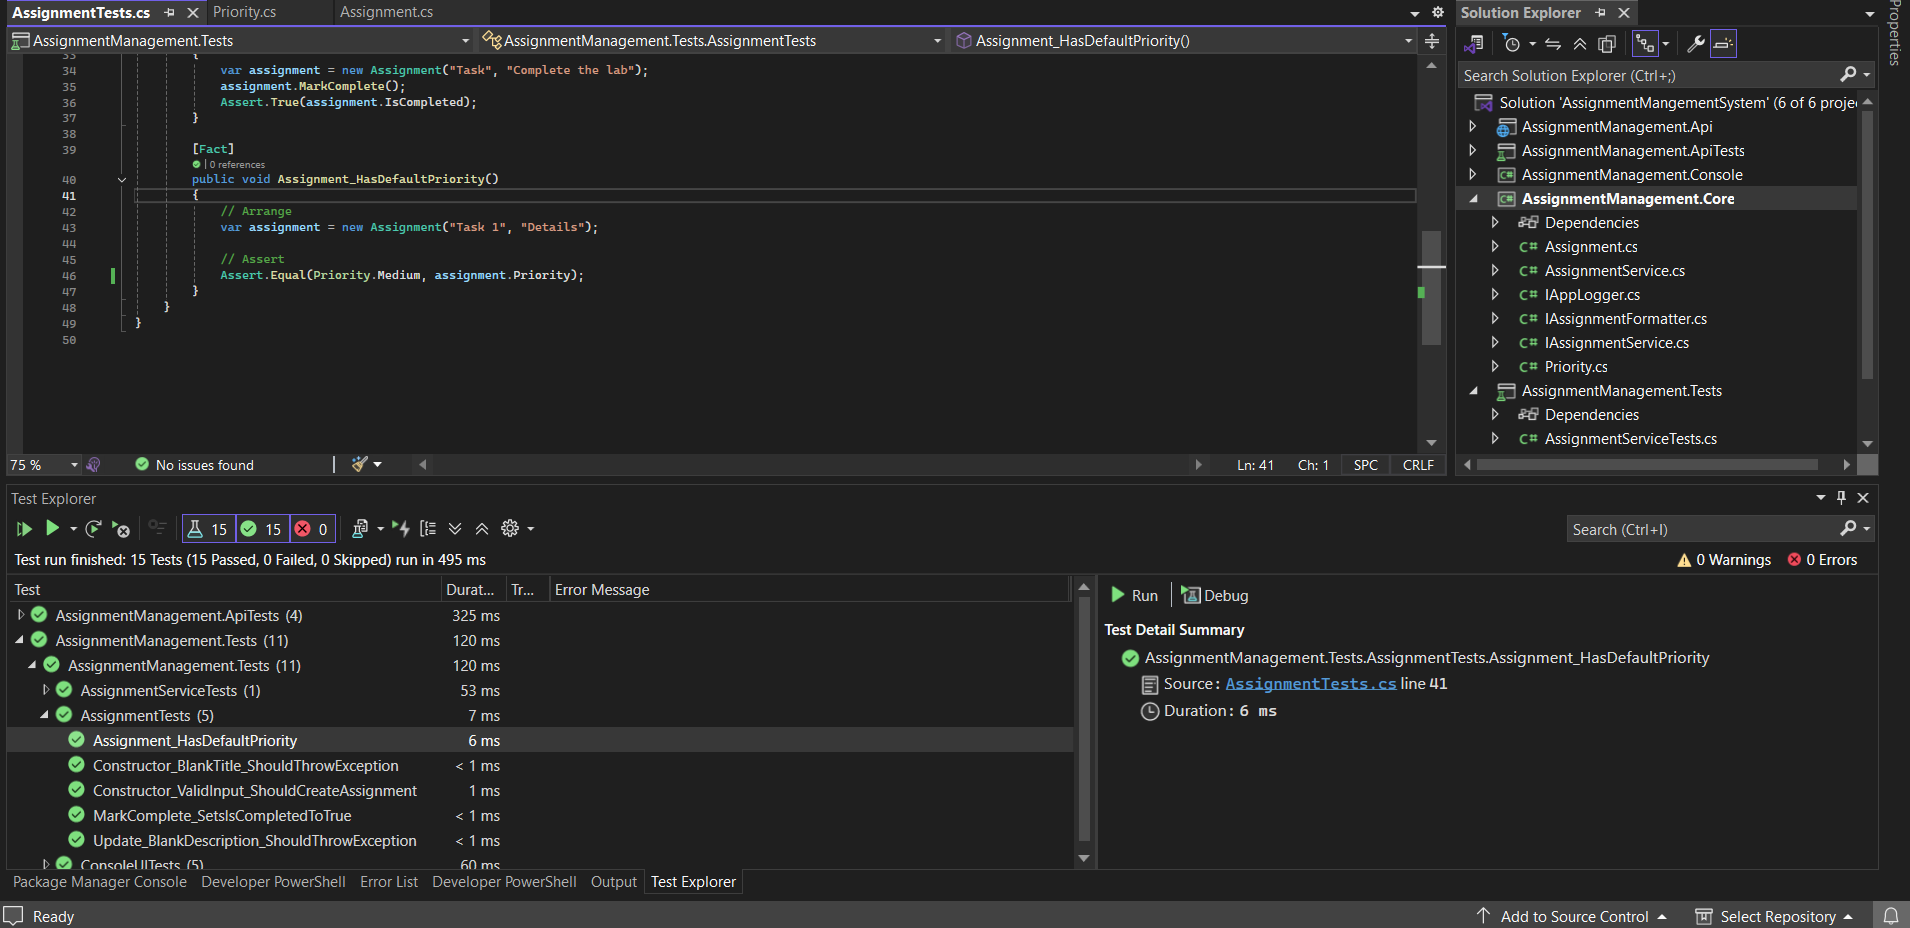 AssignmentTests.cs
Priority.cs
Assignment.cs
AssignmentManagement.Tests
AssignmentManagement.Tests.AssignmentTests
Assignment_HasDefaultPriority()
33 {
34 var assignment = new Assignment("Task", "Complete the lab");
35 assignment.MarkComplete();
36 Assert.True(assignment.IsCompleted);
37 }
38
39 [Fact]
0 references
40 public void Assignment_HasDefaultPriority()
41 {
42 // Arrange
43 var assignment = new Assignment("Task 1", "Details");
44
45 // Assert
46 Assert.Equal(Priority.Medium, assignment.Priority);
47 }
48 }
49 }
50
75 %
No issues found
Ln: 41
Ch: 1
SPC
CRLF
Solution Explorer
Search Solution Explorer (Ctrl+;)
Solution 'AssignmentMangementSystem' (6 of 6 proje
AssignmentManagement.Api
AssignmentManagement.ApiTests
AssignmentManagement.Console
AssignmentManagement.Core
Dependencies
Assignment.cs
AssignmentService.cs
IAppLogger.cs
IAssignmentFormatter.cs
IAssignmentService.cs
Priority.cs
AssignmentManagement.Tests
Dependencies
AssignmentServiceTests.cs
Properties
Test Explorer
15 15 0
Search (Ctrl+I)
Test run finished: 15 Tests (15 Passed, 0 Failed, 0 Skipped) run in 495 ms
0 Warnings 0 Errors
Test Durat... Tr... Error Message
AssignmentManagement.ApiTests (4) 325 ms
AssignmentManagement.Tests (11) 120 ms
AssignmentManagement.Tests (11) 120 ms
AssignmentServiceTests (1) 53 ms
AssignmentTests (5) 7 ms
Assignment_HasDefaultPriority 6 ms
Constructor_BlankTitle_ShouldThrowException < 1 ms
Constructor_ValidInput_ShouldCreateAssignment 1 ms
MarkComplete_SetsIsCompletedToTrue < 1 ms
Update_BlankDescription_ShouldThrowException < 1 ms
ConsoleUITests (5) 60 ms
Run Debug
Test Detail Summary
AssignmentManagement.Tests.AssignmentTests.Assignment_HasDefaultPriority
Source: AssignmentTests.cs line 41
Duration: 6 ms
Package Manager Console Developer PowerShell Error List Developer PowerShell Output Test Explorer
Ready
Add to Source Control
Select Repository